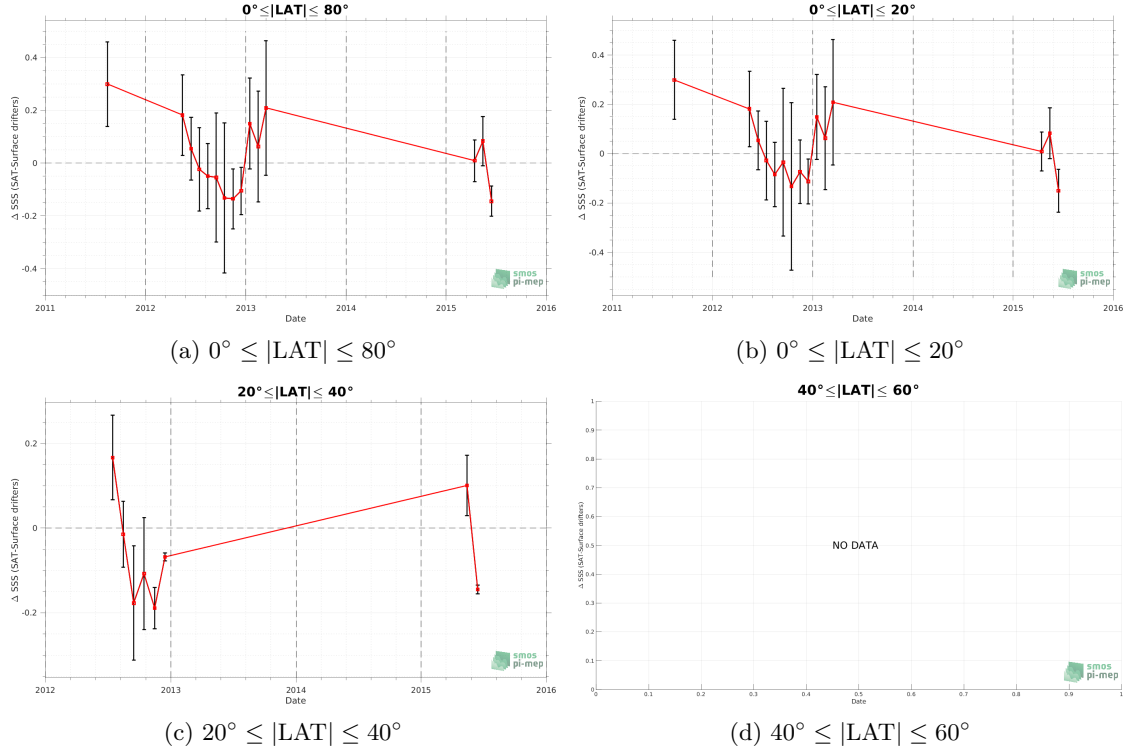 0°≤|LAT|≤ 80°
Δ SSS (SAT-Surface drifters)
0.4
0.2
0
-0.2
-0.4
2011 2012 2013 2014 2015 2016
Date
smos
pi-mep
(a) 0° ≤ |LAT| ≤ 80°
0°≤|LAT|≤ 20°
Δ SSS (SAT-Surface drifters)
0.4
0.2
0
-0.2
-0.4
2011 2012 2013 2014 2015 2016
Date
smos
pi-mep
(b) 0° ≤ |LAT| ≤ 20°
20°≤|LAT|≤ 40°
Δ SSS (SAT-Surface drifters)
0.2
0
-0.2
2012 2013 2014 2015 2016
Date
smos
pi-mep
(c) 20° ≤ |LAT| ≤ 40°
40°≤|LAT|≤ 60°
Δ SSS (SAT-Surface drifters)
1
0.9
0.8
0.7
0.6
0.5
0.4
0.3
0.2
0.1
0
NO DATA
0 0.1 0.2 0.3 0.4 0.5 0.6 0.7 0.8 0.9 1
Date
smos
pi-mep
(d) 40° ≤ |LAT| ≤ 60°